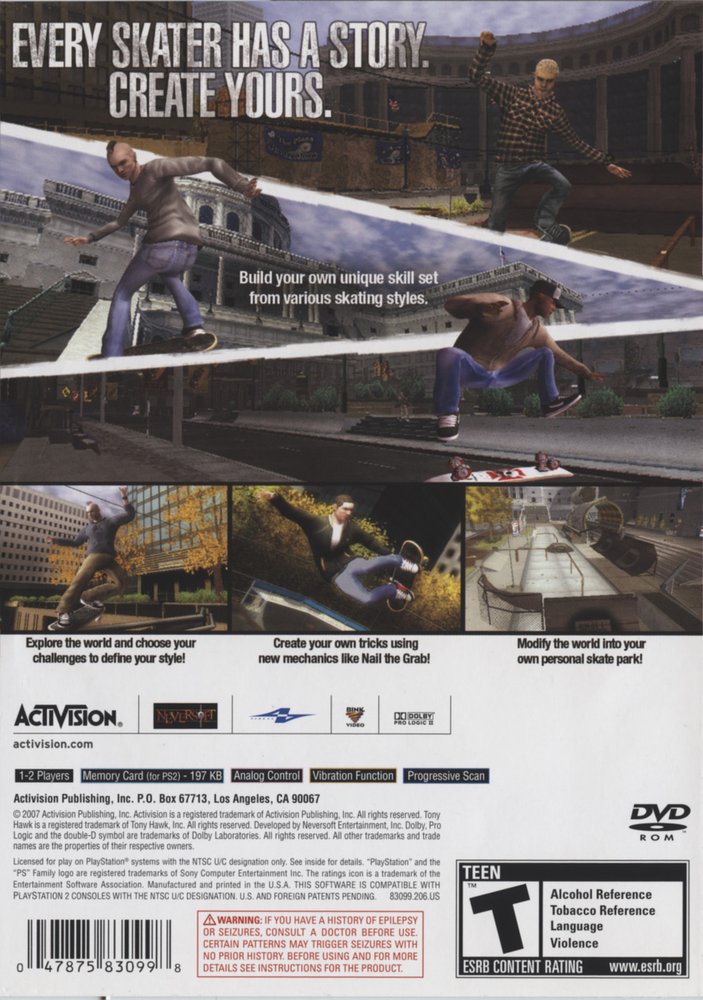 EVERY SKATER HAS A STORY.
CREATE YOURS.
Build your own unique skill set
from various skating styles.
Explore the world and choose your
challenges to define your style!
Create your own tricks using
new mechanics like Nail the Grab!
Modify the world into your
own personal skate park!
ACTIVISION®
NEVERSOFT
BINK
VIDEO
DOLBY
PRO LOGIC II
activision.com
1-2 Players
Memory Card (for PS2) - 197 KB
Analog Control
Vibration Function
Progressive Scan
Activision Publishing, Inc. P.O. Box 67713, Los Angeles, CA 90067
© 2007 Activision Publishing, Inc. Activision is a registered trademark of Activision Publishing, Inc. All rights reserved. Tony
Hawk is a registered trademark of Tony Hawk, Inc. All rights reserved. Developed by Neversoft Entertainment, Inc. Dolby, Pro
Logic and the double-D symbol are trademarks of Dolby Laboratories. All rights reserved. All other trademarks and trade
names are the properties of their respective owners.
Licensed for play on PlayStation® systems with the NTSC U/C designation only. See inside for details. "PlayStation" and the
"PS" Family logo are registered trademarks of Sony Computer Entertainment Inc. The ratings icon is a trademark of the
Entertainment Software Association. Manufactured and printed in the U.S.A. THIS SOFTWARE IS COMPATIBLE WITH
PLAYSTATION 2 CONSOLES WITH THE NTSC U/C DESIGNATION. U.S. AND FOREIGN PATENTS PENDING. 83099.206.US
DVD
ROM
0 47875 83099 8
WARNING: IF YOU HAVE A HISTORY OF EPILEPSY
OR SEIZURES, CONSULT A DOCTOR BEFORE USE.
CERTAIN PATTERNS MAY TRIGGER SEIZURES WITH
NO PRIOR HISTORY. BEFORE USING AND FOR MORE
DETAILS SEE INSTRUCTIONS FOR THE PRODUCT.
TEEN
T
™
Alcohol Reference
Tobacco Reference
Language
Violence
ESRB CONTENT RATING www.esrb.org